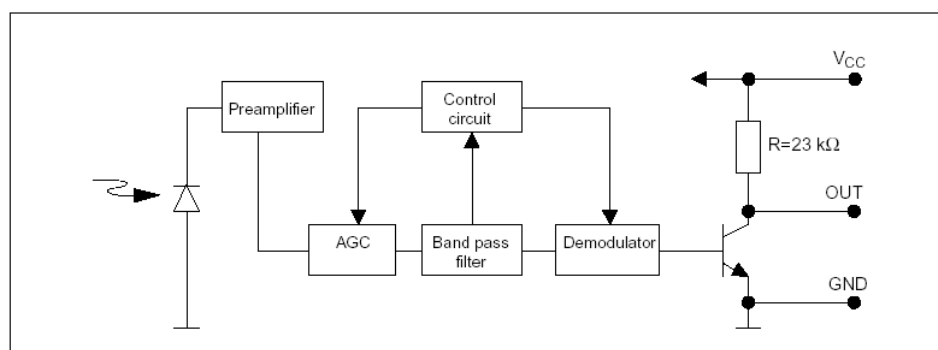 V_CC
Preamplifier
Control
circuit
R=23 kΩ
OUT
AGC
Band pass
filter
Demodulator
GND